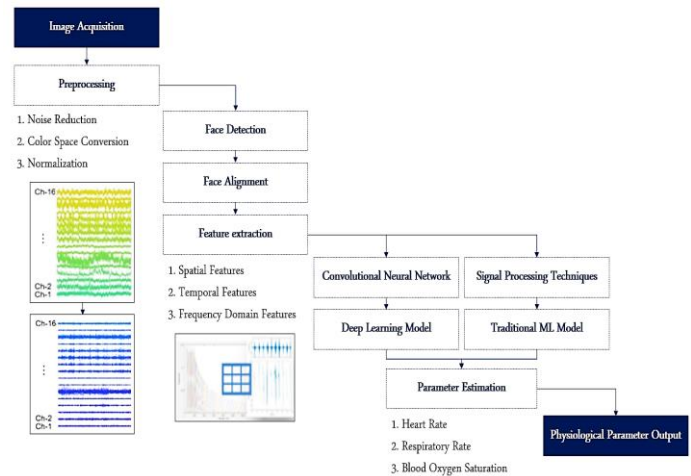 Image Acquisition
Preprocessing
1. Noise Reduction
2. Color Space Conversion
3. Normalization
Ch-16
Ch-2
Ch-1
Ch-16
Ch-2
Ch-1
Face Detection
Face Alignment
Feature extraction
1. Spatial Features
2. Temporal Features
3. Frequency Domain Features
Convolutional Neural Network
Signal Processing Techniques
Deep Learning Model
Traditional ML Model
Parameter Estimation
1. Heart Rate
2. Respiratory Rate
3. Blood Oxygen Saturation
Physiological Parameter Output